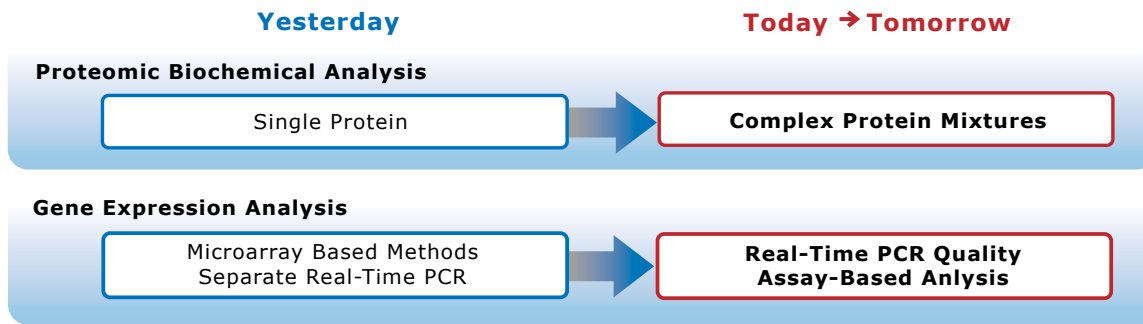 Yesterday
Today → Tomorrow
Proteomic Biochemical Analysis
Single Protein
Complex Protein Mixtures
Gene Expression Analysis
Microarray Based Methods
Separate Real-Time PCR
Real-Time PCR Quality
Assay-Based Anlysis